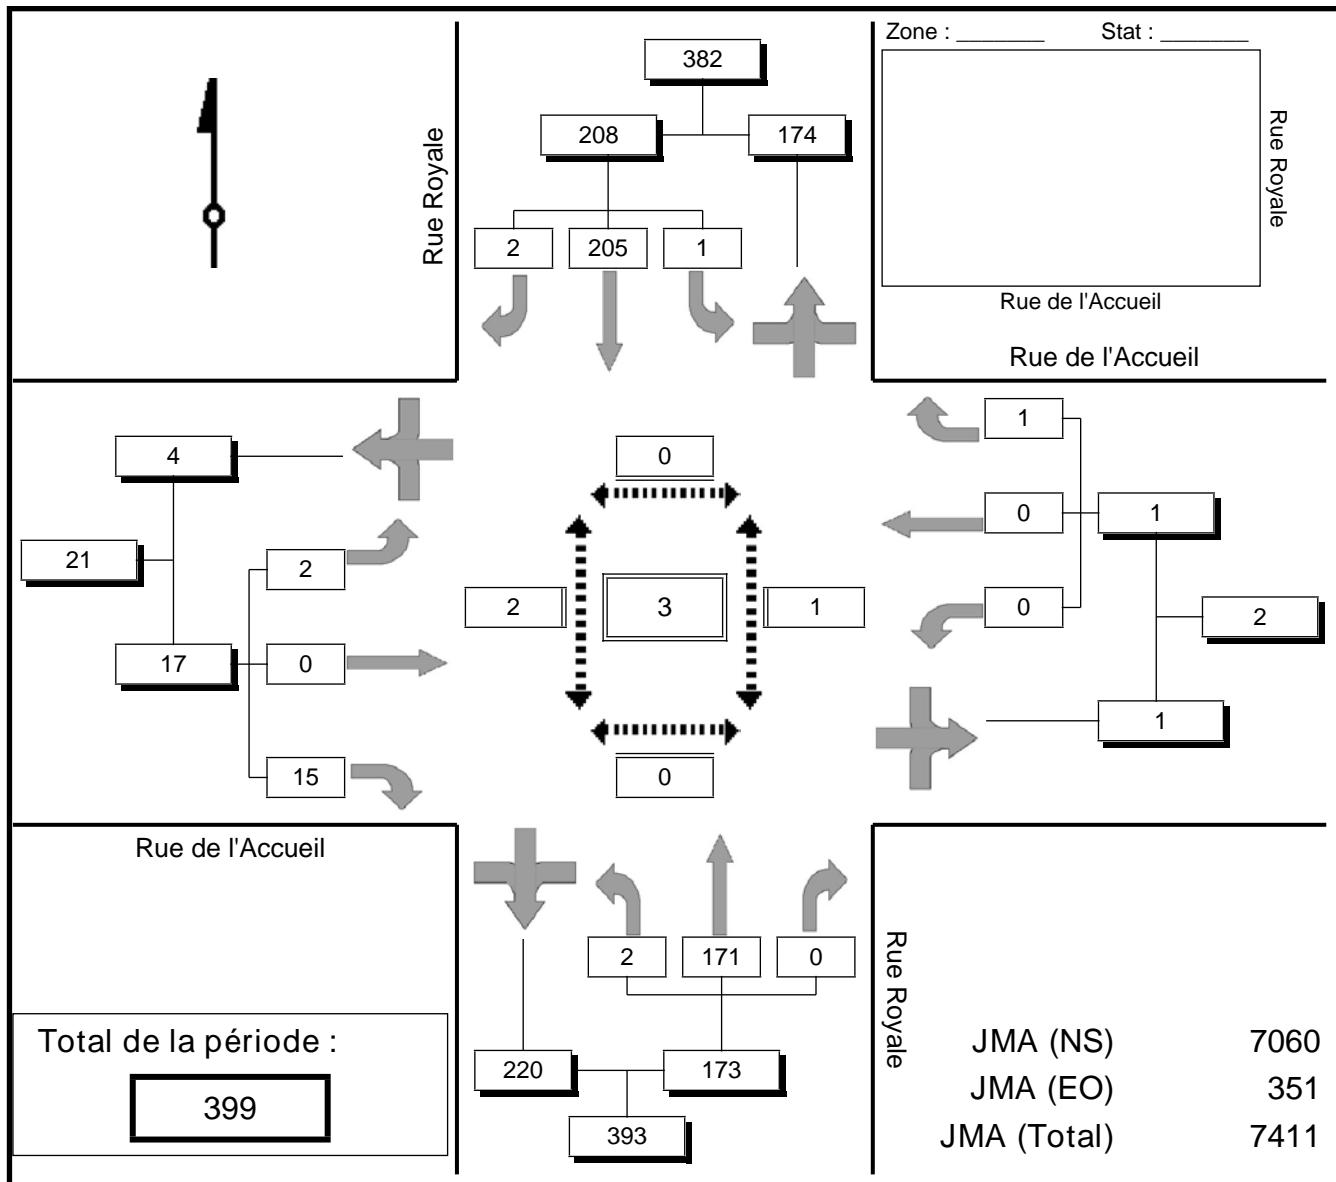 Zone : _______ Stat : _______
382
208 174
Rue Royale
Rue Royale
2 205 1
Rue de l'Accueil
Rue de l'Accueil
1
4
0
0
1
21
2
2
3
1
0
2
17
0
1
15
0
Rue de l'Accueil
Rue Royale
2 171 0
Total de la période :
399
220 173
393
JMA (NS) 7060
JMA (EO) 351
JMA (Total) 7411